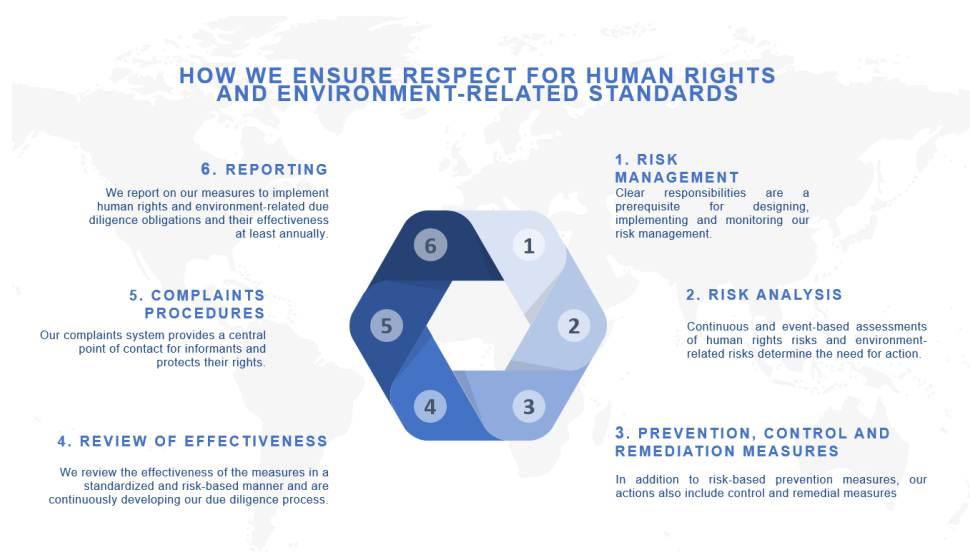 HOW WE ENSURE RESPECT FOR HUMAN RIGHTS
AND ENVIRONMENT-RELATED STANDARDS
1. RISK
MANAGEMENT
Clear responsibilities are a
prerequisite for designing,
implementing and monitoring our
risk management.
2. RISK ANALYSIS
Continuous and event-based assessments
of human rights risks and environment-
related risks determine the need for action.
3. PREVENTION, CONTROL AND
REMEDIATION MEASURES
In addition to risk-based prevention measures, our
actions also include control and remedial measures
4. REVIEW OF EFFECTIVENESS
We review the effectiveness of the measures in a
standardized and risk-based manner and are
continuously developing our due diligence process.
5. COMPLAINTS
PROCEDURES
Our complaints system provides a central
point of contact for informants and
protects their rights.
6. REPORTING
We report on our measures to implement
human rights and environment-related due
diligence obligations and their effectiveness
at least annually.
1
2
3
4
5
6